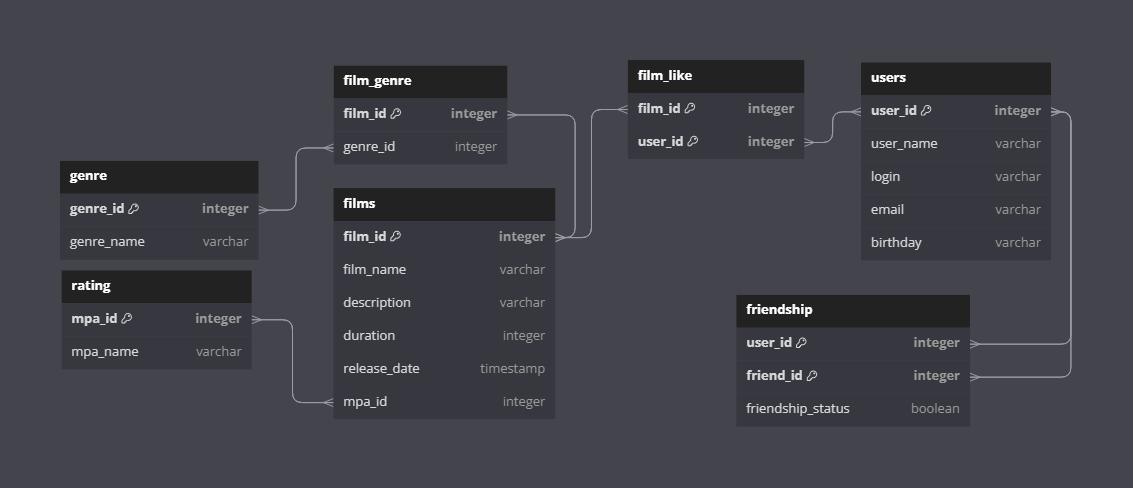 film_genre
film_id integer
genre_id integer
film_like
film_id integer
user_id integer
users
user_id integer
user_name varchar
login varchar
email varchar
birthday varchar
genre
genre_id integer
genre_name varchar
films
film_id integer
film_name varchar
description varchar
duration integer
release_date timestamp
mpa_id integer
rating
mpa_id integer
mpa_name varchar
friendship
user_id integer
friend_id integer
friendship_status boolean